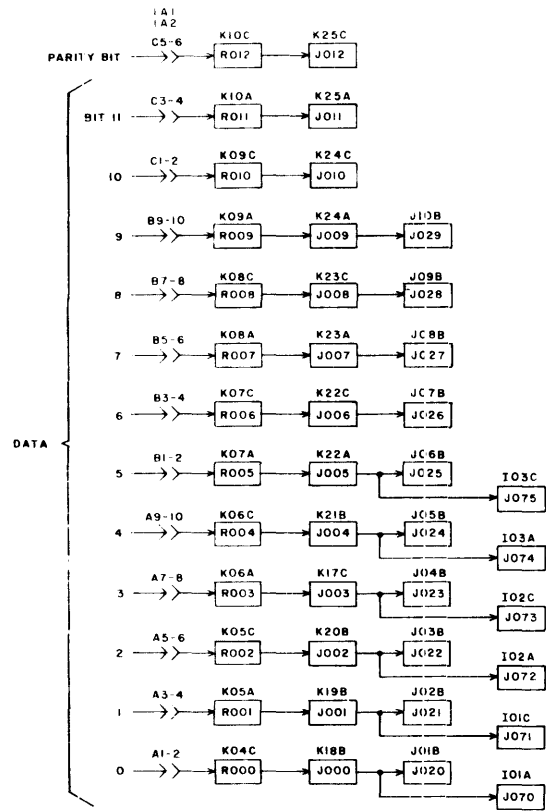 1A1
1A2
C5-6 K10C K25C
PARITY BIT R012 J012
C3-4 K10A K25A
BIT 11 R011 J011
C1-2 K09C K24C
10 R010 J010
B9-10 K09A K24A J10B
9 R009 J009 J029
B7-8 K08C K23C J09B
8 R008 J008 J028
B5-6 K08A K23A J08B
7 R007 J007 J027
B3-4 K07C K22C J07B
6 R006 J006 J026
DATA
B1-2 K07A K22A J06B
5 R005 J005 J025
I03C
J075
A9-10 K06C K21B J05B
4 R004 J004 J024
I03A
J074
A7-8 K06A K17C J04B
3 R003 J003 J023
I02C
J073
A5-6 K05C K20B J03B
2 R002 J002 J022
I02A
J072
A3-4 K05A K19B J02B
1 R001 J001 J021
I01C
J071
A1-2 K04C K18B J01B
0 R000 J000 J020
I01A
J070